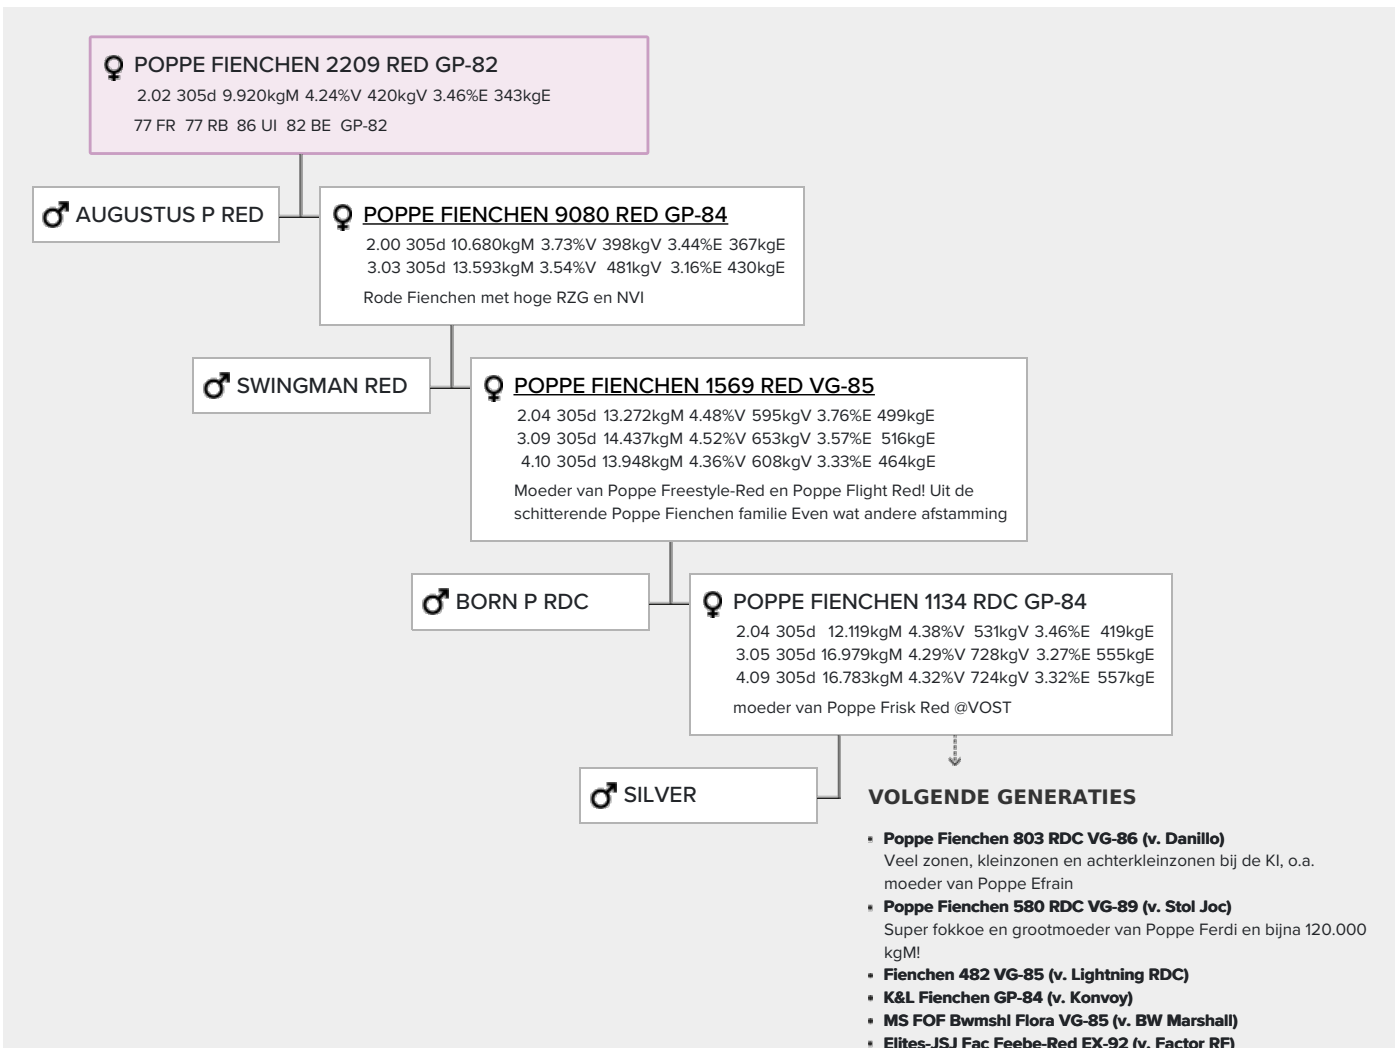 POPPE FIENCHEN 2209 RED GP-82
2.02 305d 9.920kgM 4.24%V 420kgV 3.46%E 343kgE
77 FR 77 RB 86 UI 82 BE GP-82
AUGUSTUS P RED
POPPE FIENCHEN 9080 RED GP-84
2.00 305d 10.680kgM 3.73%V 398kgV 3.44%E 367kgE
3.03 305d 13.593kgM 3.54%V 481kgV 3.16%E 430kgE
Rode Fienchen met hoge RZG en NVI
SWINGMAN RED
POPPE FIENCHEN 1569 RED VG-85
2.04 305d 13.272kgM 4.48%V 595kgV 3.76%E 499kgE
3.09 305d 14.437kgM 4.52%V 653kgV 3.57%E 516kgE
4.10 305d 13.948kgM 4.36%V 608kgV 3.33%E 464kgE
Moeder van Poppe Freestyle-Red en Poppe Flight Red! Uit de
schitterende Poppe Fienchen familie Even wat andere afstamming
BORN P RDC
POPPE FIENCHEN 1134 RDC GP-84
2.04 305d 12.119kgM 4.38%V 531kgV 3.46%E 419kgE
3.05 305d 16.979kgM 4.29%V 728kgV 3.27%E 555kgE
4.09 305d 16.783kgM 4.32%V 724kgV 3.32%E 557kgE
moeder van Poppe Frisk Red @VOST
SILVER
VOLGENDE GENERATIES
Poppe Fienchen 803 RDC VG-86 (v. Danillo)
Veel zonen, kleinzonen en achterkleinzonen bij de KI, o.a.
moeder van Poppe Efrain
Poppe Fienchen 580 RDC VG-89 (v. Stol Joc)
Super fokkoe en grootmoeder van Poppe Ferdi en bijna 120.000
kgM!
Fienchen 482 VG-85 (v. Lightning RDC)
K&L Fienchen GP-84 (v. Konvoy)
MS FOF Bwmshl Flora VG-85 (v. BW Marshall)
Elites-JSJ Fac Feebe-Red EX-92 (v. Factor RF)